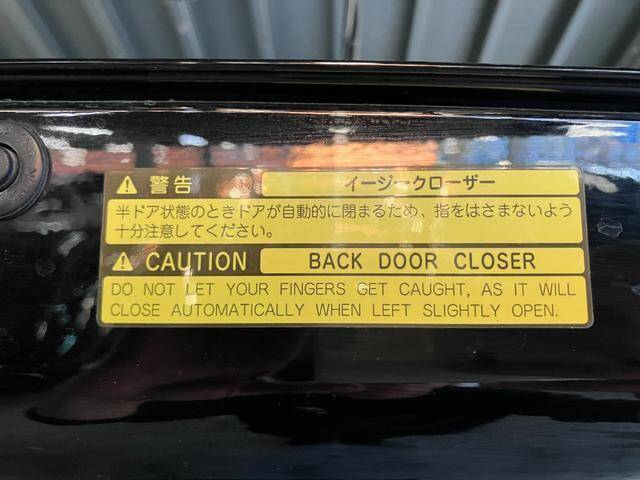 警告 イージークローザー
半ドア状態のときドアが自動的に閉まるため、指をはさまないよう
十分注意してください。
CAUTION BACK DOOR CLOSER
DO NOT LET YOUR FINGERS GET CAUGHT, AS IT WILL
CLOSE AUTOMATICALLY WHEN LEFT SLIGHTLY OPEN.